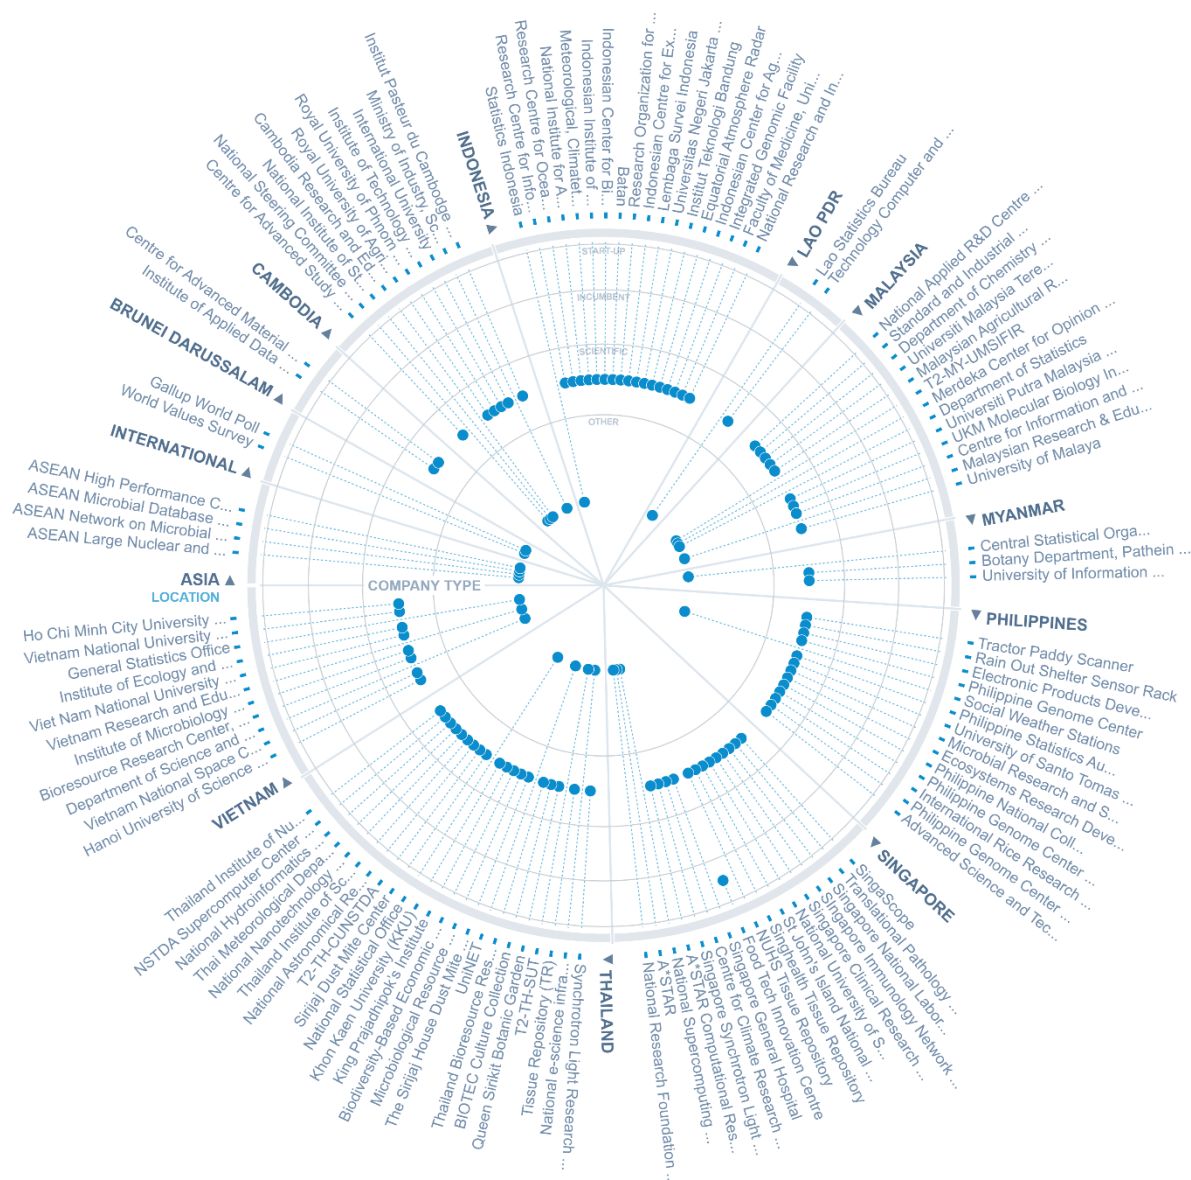 START-UP
INCUMBENT
SCIENTIFIC
OTHER
COMPANY TYPE
ASIA ▲
LOCATION
ASEAN Large Nuclear and ...
ASEAN Network on Microbial ...
ASEAN Microbial Database ...
ASEAN High Performance C...
INTERNATIONAL ▲
World Values Survey
Gallup World Poll
BRUNEI DARUSSALAM ▲
Institute of Applied Data ...
Centre for Advanced Material ...
CAMBODIA ▲
Centre for Advanced Study ...
National Steering Committee ...
National Institute of St...
Cambodia Research and Ed...
Royal University of Agri...
Royal University of Phnom ...
Institute of Technology ...
International University
Ministry of Industry, Sc...
Institut Pasteur du Cambodge ...
INDONESIA ▲
Statistics Indonesia
Research Centre for Info...
Research Centre for Ocea...
National Institute for A...
Meteorological, Climatet...
Indonesian Institute of ...
Indonesian Center for Bi...
Batan
Research Organization for ...
Indonesian Centre for Ex...
Lembaga Survei Indonesia
Universitas Negeri Jakarta ...
Institut Teknologi Bandung
Equatorial Atmosphere Radar
Indonesian Center for Ag...
Integrated Genomic Facility
Faculty of Medicine, Uni...
National Research and In...
▼ LAO PDR
Lao Statistics Bureau
Technology Computer and ...
▼ MALAYSIA
National Applied R&D Centre ...
Standard and Industrial ...
Department of Chemistry ...
Universiti Malaysia Tere...
Malaysian Agricultural R...
T2-MY-UMSIFIR
Merdeka Center for Opinion ...
Department of Statistics
Universiti Putra Malaysia ...
UKM Molecular Biology In...
Centre for Information and ...
Malaysian Research & Edu...
University of Malaya
▼ MYANMAR
Central Statistical Orga...
Botany Department, Pathein ...
University of Information ...
▼ PHILIPPINES
Tractor Paddy Scanner
Rain Out Shelter Sensor Rack
Electronic Products Deve...
Philippine Genome Center
Social Weather Stations
Philippine Statistics Au...
University of Santo Tomas ...
Microbial Research and S...
Ecosystems Research Deve...
Philippine National Coll...
Philippine Genome Center ...
International Rice Research ...
Philippine Genome Center ...
Advanced Science and Tec...
▼ SINGAPORE
SingaScope
Translational Pathology ...
Singapore National Labor...
Singapore Immunology Network ...
Singapore Clinical Research ...
National University of S...
St John's Island National ...
Singhealth Tissue Repository
NUHS Tissue Repository
Food Tech Innovation Centre
Singapore General Hospital
Centre for Climate Research ...
Singapore Synchrotron Light ...
A*STAR Computational Res...
National Supercomputing ...
A*STAR
National Research Foundation ...
▼ THAILAND
Synchrotron Light Research ...
National e-science infra...
Tissue Repository (TR)
T2-TH-SUT
Queen Sirikit Botanic Garden
BIOTEC Culture Collection
Thailand Bioresource Res...
UniNET
The Sirijaj House Dust Mite ...
Microbiological Resource ...
Biodiversity-Based Economic ...
King Prajadhipok's Institute
Khon Kaen University (KKU)
National Statistical Office
Siriraj Dust Mite Center
T2-TH-CUNSTDA
National Astronomical Re...
Thailand Institute of Sc...
National Nanotechnology ...
Thai Meteorological Depa...
National Hydroinformatics ...
NSTDA Supercomputer Center ...
Thailand Institute of Nu...
VIETNAM ▲
Hanoi University of Science ...
Vietnam National Space C...
Department of Science and ...
Bioresource Research Center, ...
Institute of Microbiology ...
Vietnam Research and Edu...
Viet Nam National University ...
Institute of Ecology and ...
General Statistics Office
Vietnam National University ...
Ho Chi Minh City University ...